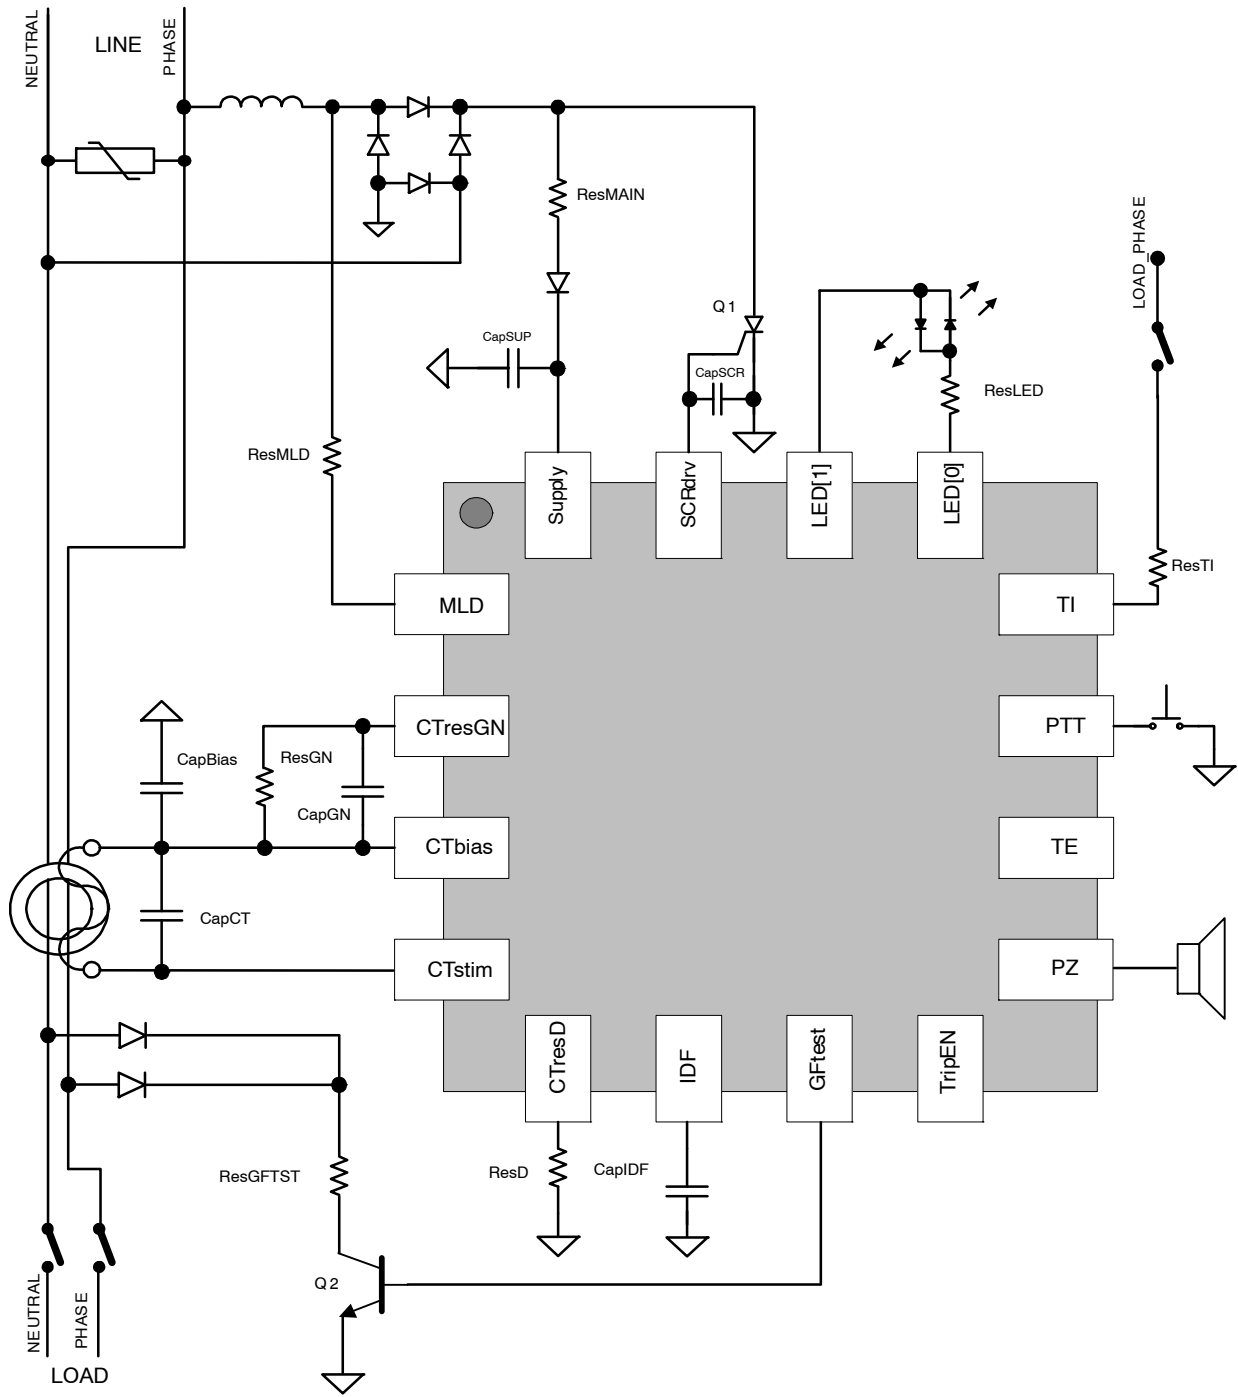 NEUTRAL
LINE
PHASE
ResMAIN
LOAD_PHASE
Q1
CapSUP
CapSCR
ResLED
ResMLD
Supply
SCRdrv
LED[1]
LED[0]
ResTI
MLD
TI
CTresGN
PTT
CapBias
ResGN
CapGN
CTbias
TE
CapCT
CTstim
PZ
CTresD
IDF
GFtest
TripEN
ResGFTST
ResD
CapIDF
Q2
NEUTRAL
PHASE
LOAD